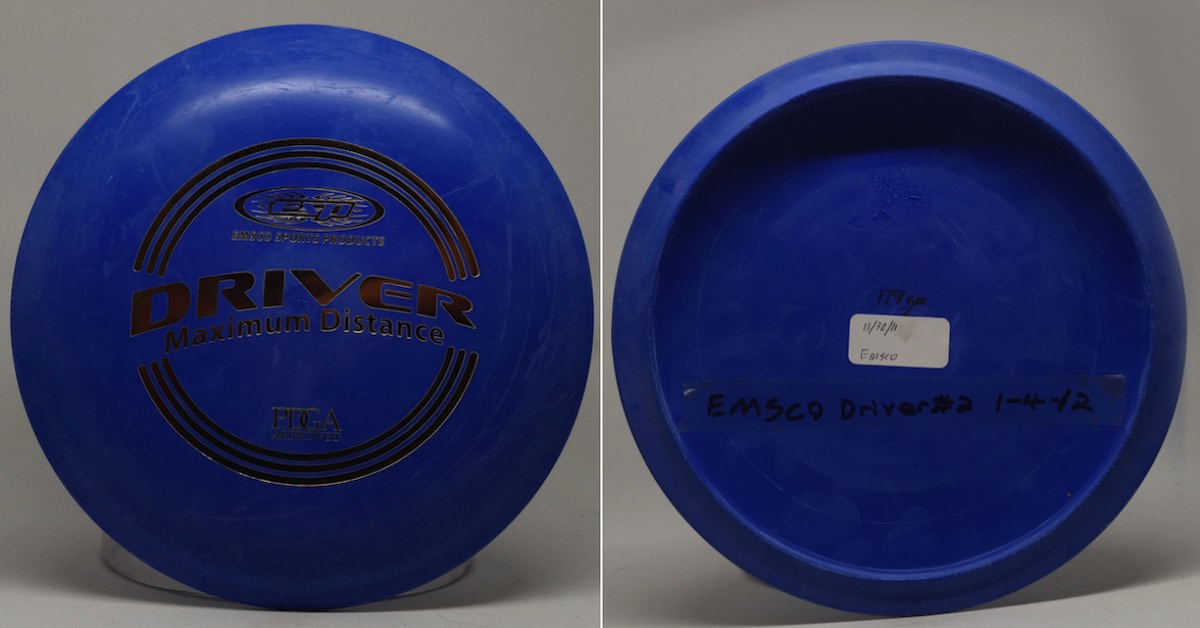 ESP
EMSCO SPORTS PRODUCTS
DRIVER
Maximum Distance
PDGA
APPROVED
179gm
11/30/11
Emsco
EMSCO Driver#2 1-4-12